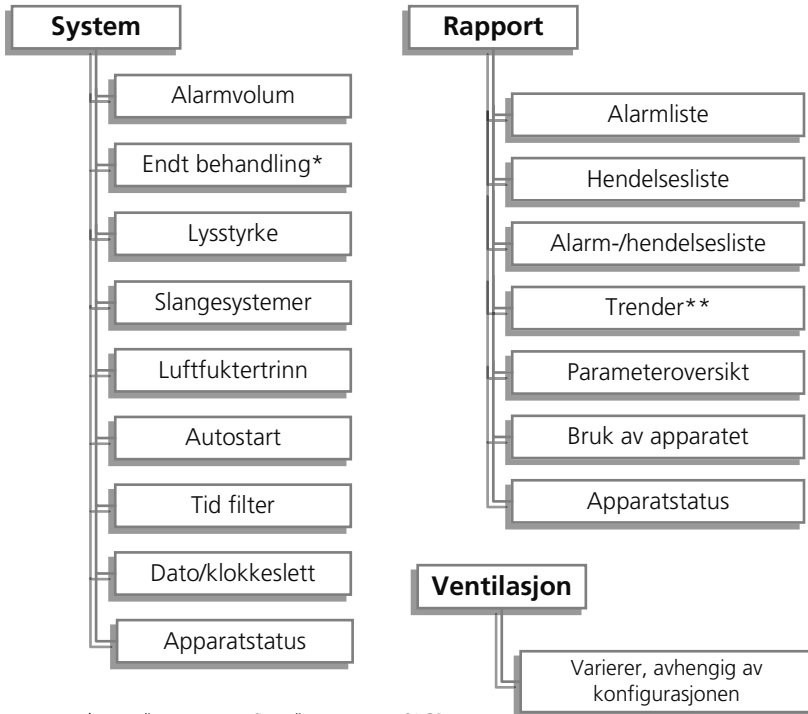 System
Alarmvolum
Endt behandling*
Lysstyrke
Slangesystemer
Luftfuktertrinn
Autostart
Tid filter
Dato/klokkeslett
Apparatstatus
Rapport
Alarmliste
Hendelsesliste
Alarm-/hendelsesliste
Trender**
Parameteroversikt
Bruk av apparatet
Apparatstatus
Ventilasjon
Varierer, avhengig av
konfigurasjonen